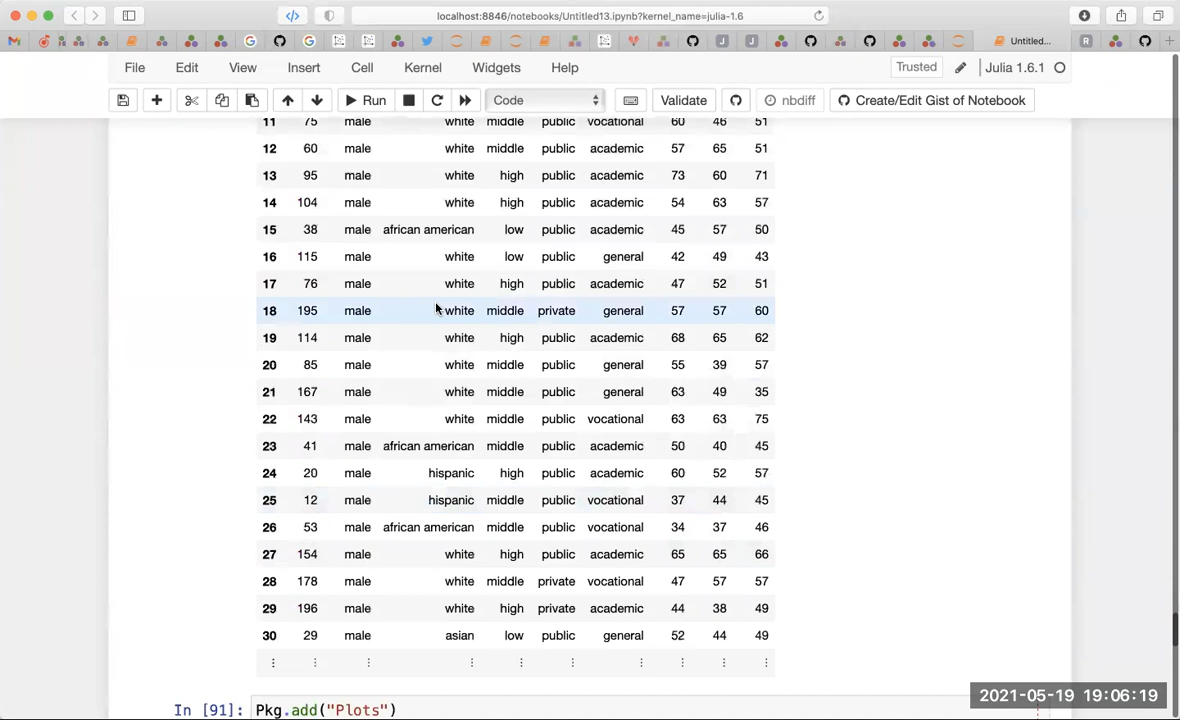 localhost:8846/notebooks/Untitled13.ipynb?kernel_name=julia-1.6
Untitled...
File Edit View Insert Cell Kernel Widgets Help Trusted Julia 1.6.1
Run Code Validate nbdiff Create/Edit Gist of Notebook
11 75 male white middle public vocational 60 46 51
12 60 male white middle public academic 57 65 51
13 95 male white high public academic 73 60 71
14 104 male white high public academic 54 63 57
15 38 male african american low public academic 45 57 50
16 115 male white low public general 42 49 43
17 76 male white high public academic 47 52 51
18 195 male white middle private general 57 57 60
19 114 male white high public academic 68 65 62
20 85 male white middle public general 55 39 57
21 167 male white middle public general 63 49 35
22 143 male white middle public vocational 63 63 75
23 41 male african american middle public academic 50 40 45
24 20 male hispanic high public academic 60 52 57
25 12 male hispanic middle public vocational 37 44 45
26 53 male african american middle public vocational 34 37 46
27 154 male white high public academic 65 65 66
28 178 male white middle private vocational 47 57 57
29 196 male white high private academic 44 38 49
30 29 male asian low public general 52 44 49
⋮ ⋮ ⋮ ⋮ ⋮ ⋮ ⋮ ⋮ ⋮ ⋮
In [91]: Pkg.add("Plots")
2021-05-19 19:06:19